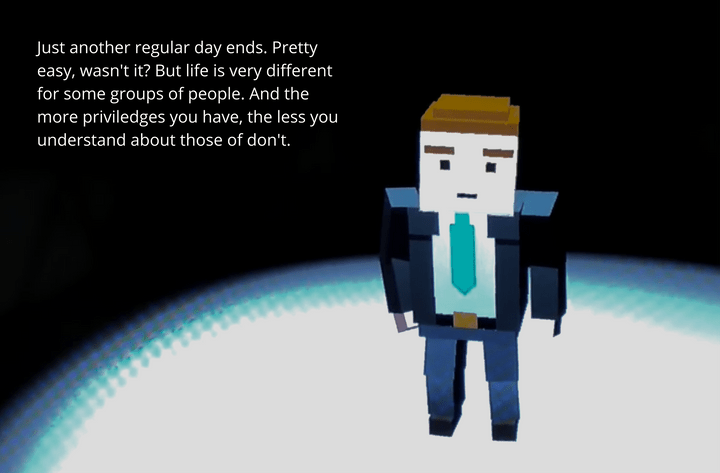 Just another regular day ends. Pretty
easy, wasn't it? But life is very different
for some groups of people. And the
more priviledges you have, the less you
understand about those of don't.